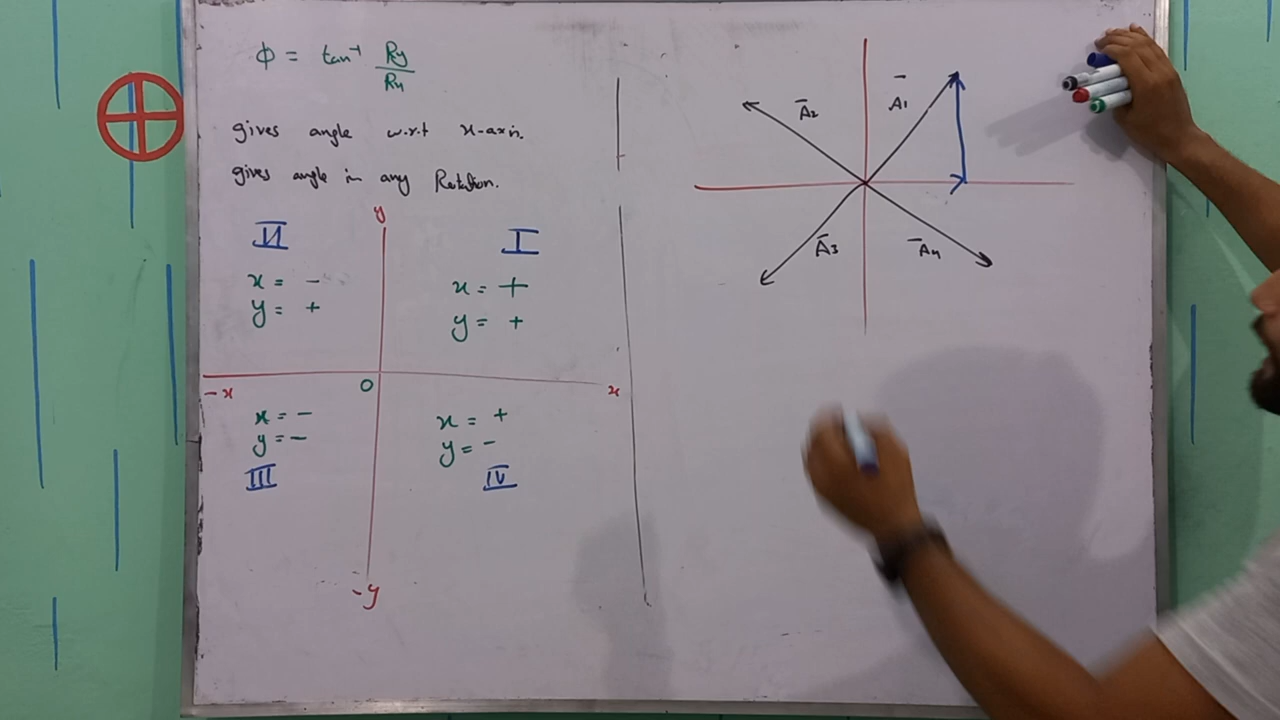 ϕ = tan⁻¹ Ry/Rx
gives angle w.r.t x-axis.
gives angle in any Rotation.
y
II
I
x = -
y = +
x = +
y = +
-x
0
x
x = -
y = -
x = +
y = -
III
IV
-y
A̅2
A̅1
A̅3
A̅4